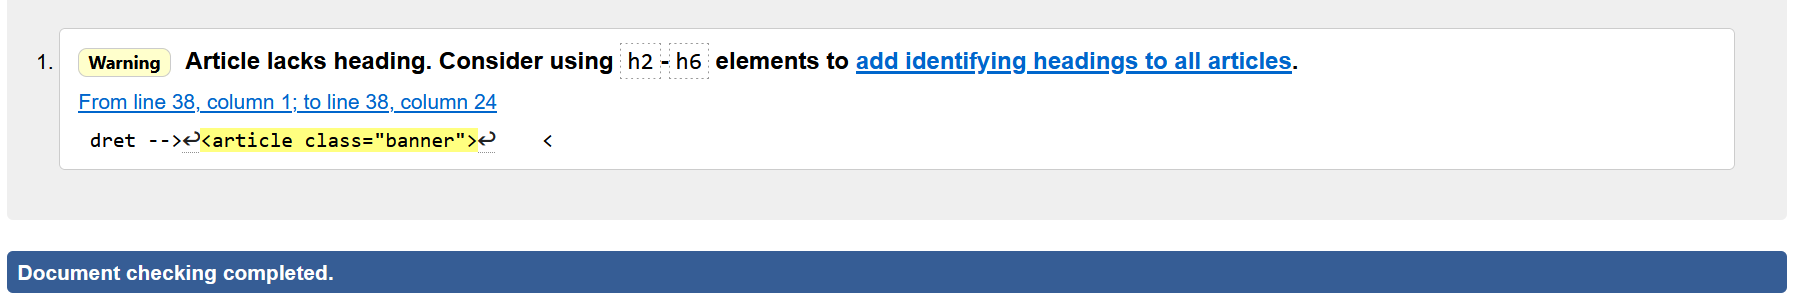 1. Warning Article lacks heading. Consider using h2-h6 elements to add identifying headings to all articles.
From line 38, column 1; to line 38, column 24
dret -->↩<article class="banner">↩    <
Document checking completed.